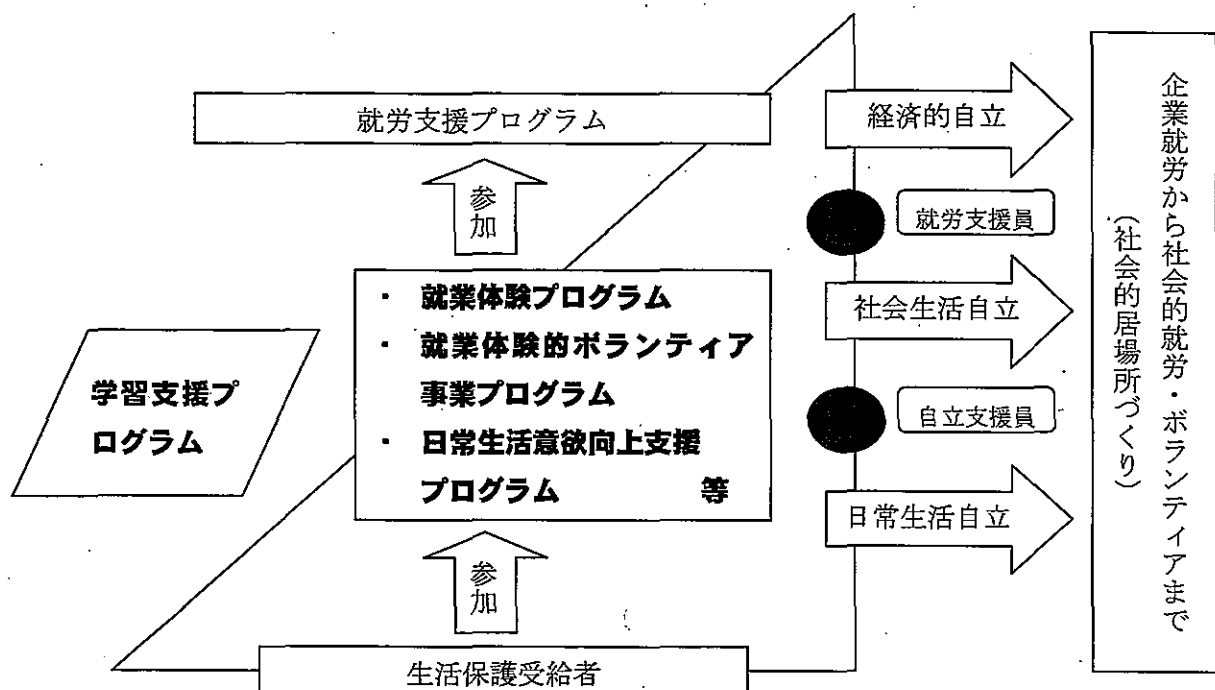 就労支援プログラム
参加
・ 就業体験プログラム
・ 就業体験的ボランティア
事業プログラム
・ 日常生活意欲向上支援
プログラム 等
参加
生活保護受給者
学習支援プ
ログラム
経済的自立
就労支援員
社会生活自立
自立支援員
日常生活自立
企業就労から社会的就労・ボランティアまで
(社会的居場所づくり)